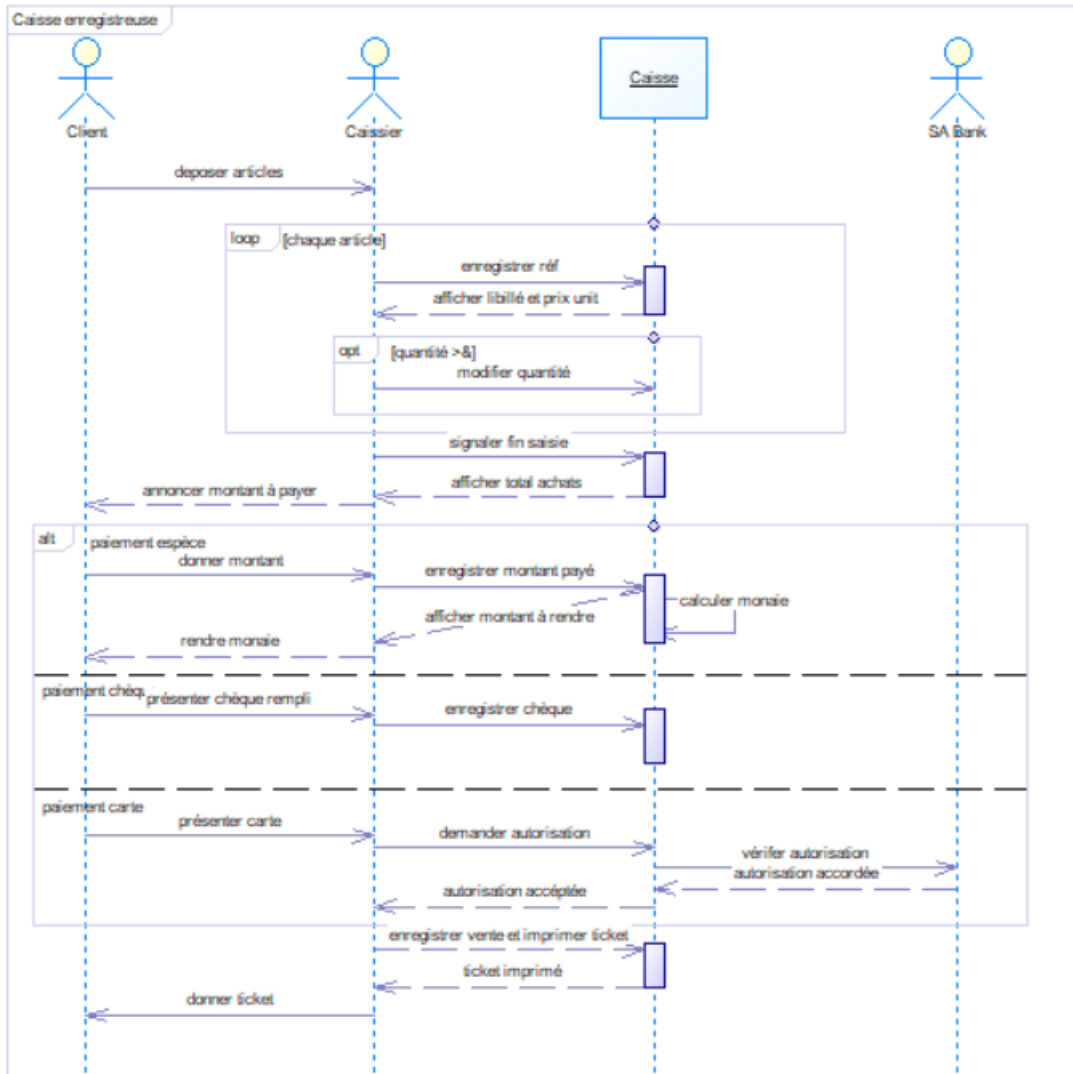 Caisse enregistreuse
Client
Caissier
Caisse
SA Bank
deposer articles
loop
[chaque article]
enregistrer réf
afficher libillé et prix unit
opt
[quantité >&]
modifier quantité
signaler fin saisie
afficher total achats
annoncer montant à payer
alt
paiement espèce
donner montant
enregistrer montant payé
calculer monaie
afficher montant à rendre
rendre monaie
paiement chèq
présenter chèque rempli
enregistrer chèque
paiement carte
présenter carte
demander autorisation
vérifer autorisation
autorisation accordée
autorisation accéptée
enregistrer vente et imprimer ticket
ticket imprimé
donner ticket